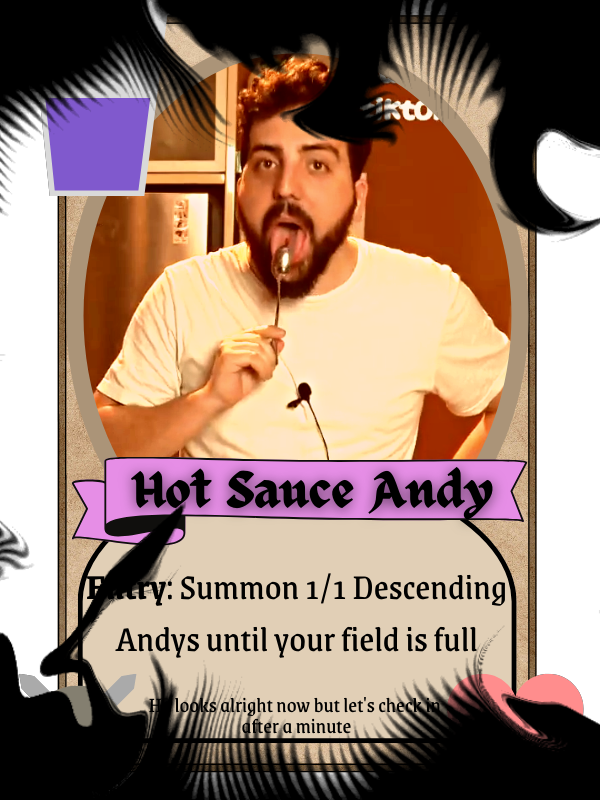 Hot Sauce Andy
Entry: Summon 1/1 Descending
Andys until your field is full
He looks alright now but let's check in
after a minute